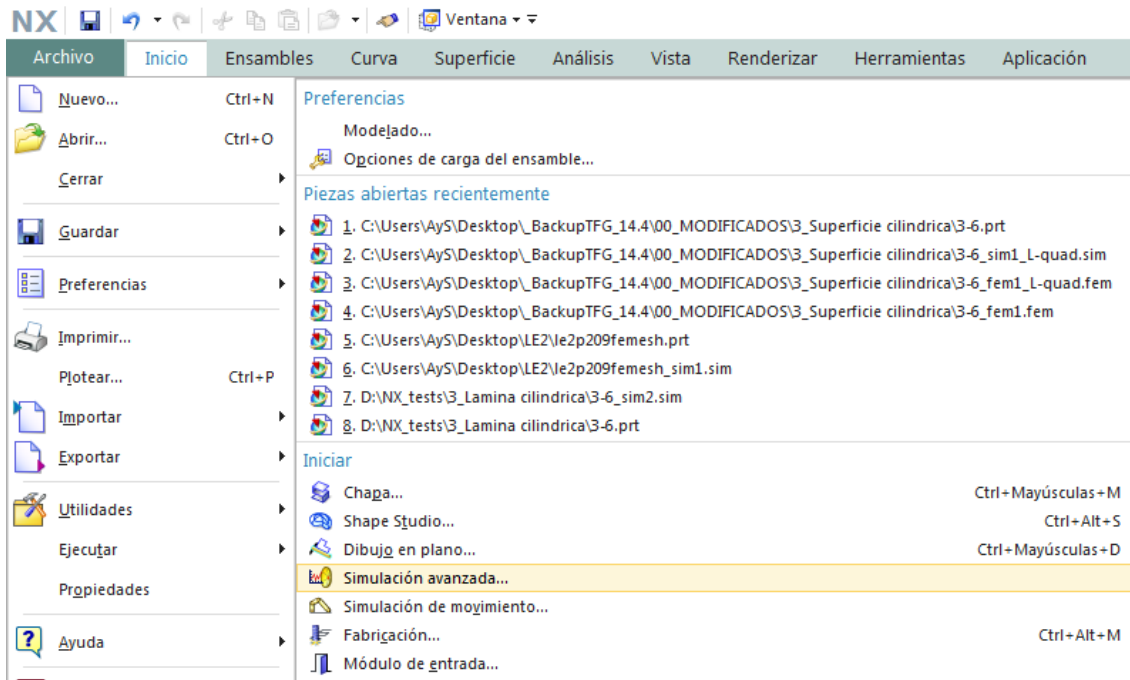 NX Ventana
Archivo Inicio Ensambles Curva Superficie Análisis Vista Renderizar Herramientas Aplicación
Nuevo... Ctrl+N
Abrir... Ctrl+O
Cerrar
Guardar
Preferencias
Imprimir...
Plotear... Ctrl+P
Importar
Exportar
Utilidades
Ejecutar
Propiedades
Ayuda
Preferencias
Modelado...
Opciones de carga del ensamble...
Piezas abiertas recientemente
1. C:\Users\AyS\Desktop\_BackupTFG_14.4\00_MODIFICADOS\3_Superficie cilindrica\3-6.prt
2. C:\Users\AyS\Desktop\_BackupTFG_14.4\00_MODIFICADOS\3_Superficie cilindrica\3-6_sim1_L-quad.sim
3. C:\Users\AyS\Desktop\_BackupTFG_14.4\00_MODIFICADOS\3_Superficie cilindrica\3-6_fem1_L-quad.fem
4. C:\Users\AyS\Desktop\_BackupTFG_14.4\00_MODIFICADOS\3_Superficie cilindrica\3-6_fem1.fem
5. C:\Users\AyS\Desktop\LE2\le2p209femesh.prt
6. C:\Users\AyS\Desktop\LE2\le2p209femesh_sim1.sim
7. D:\NX_tests\3_Lamina cilindrica\3-6_sim2.sim
8. D:\NX_tests\3_Lamina cilindrica\3-6.prt
Iniciar
Chapa... Ctrl+Mayúsculas+M
Shape Studio... Ctrl+Alt+S
Dibujo en plano... Ctrl+Mayúsculas+D
Simulación avanzada...
Simulación de movimiento...
Fabricación... Ctrl+Alt+M
Módulo de entrada...